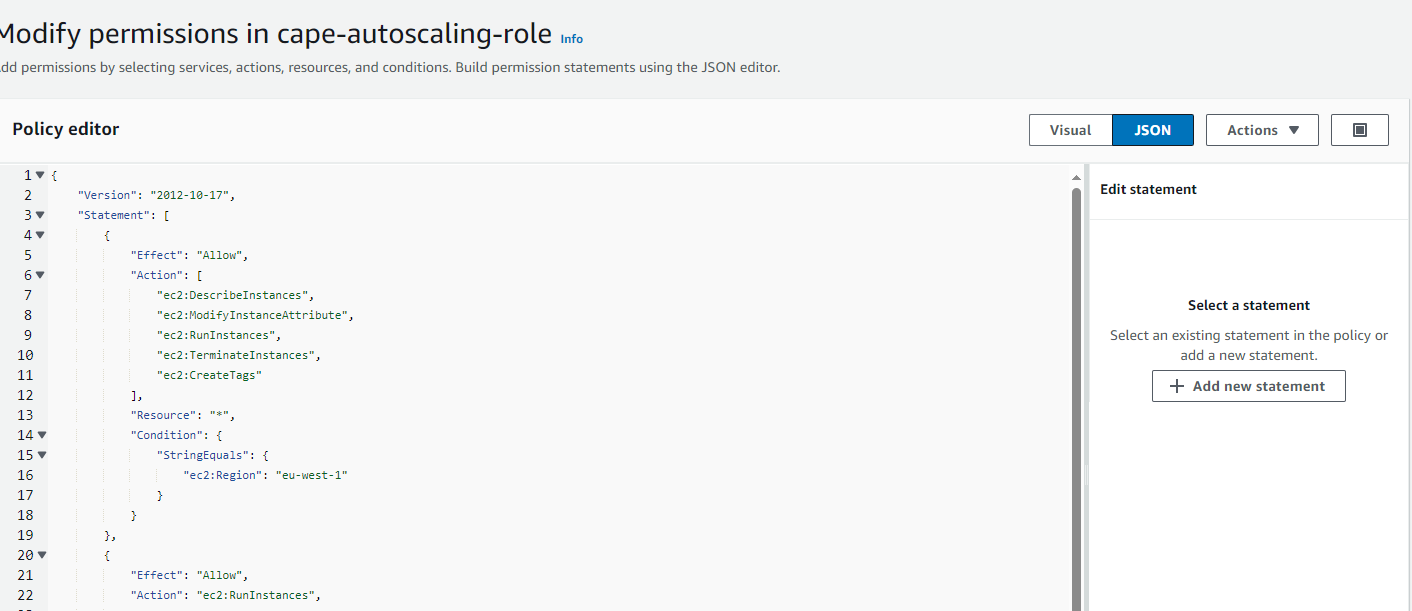 Modify permissions in cape-autoscaling-role Info
dd permissions by selecting services, actions, resources, and conditions. Build permission statements using the JSON editor.
Policy editor
Visual JSON Actions
1 {
2 "Version": "2012-10-17",
3 "Statement": [
4 {
5 "Effect": "Allow",
6 "Action": [
7 "ec2:DescribeInstances",
8 "ec2:ModifyInstanceAttribute",
9 "ec2:RunInstances",
10 "ec2:TerminateInstances",
11 "ec2:CreateTags"
12 ],
13 "Resource": "*",
14 "Condition": {
15 "StringEquals": {
16 "ec2:Region": "eu-west-1"
17 }
18 }
19 },
20 {
21 "Effect": "Allow",
22 "Action": "ec2:RunInstances",
Edit statement
Select a statement
Select an existing statement in the policy or
add a new statement.
+ Add new statement